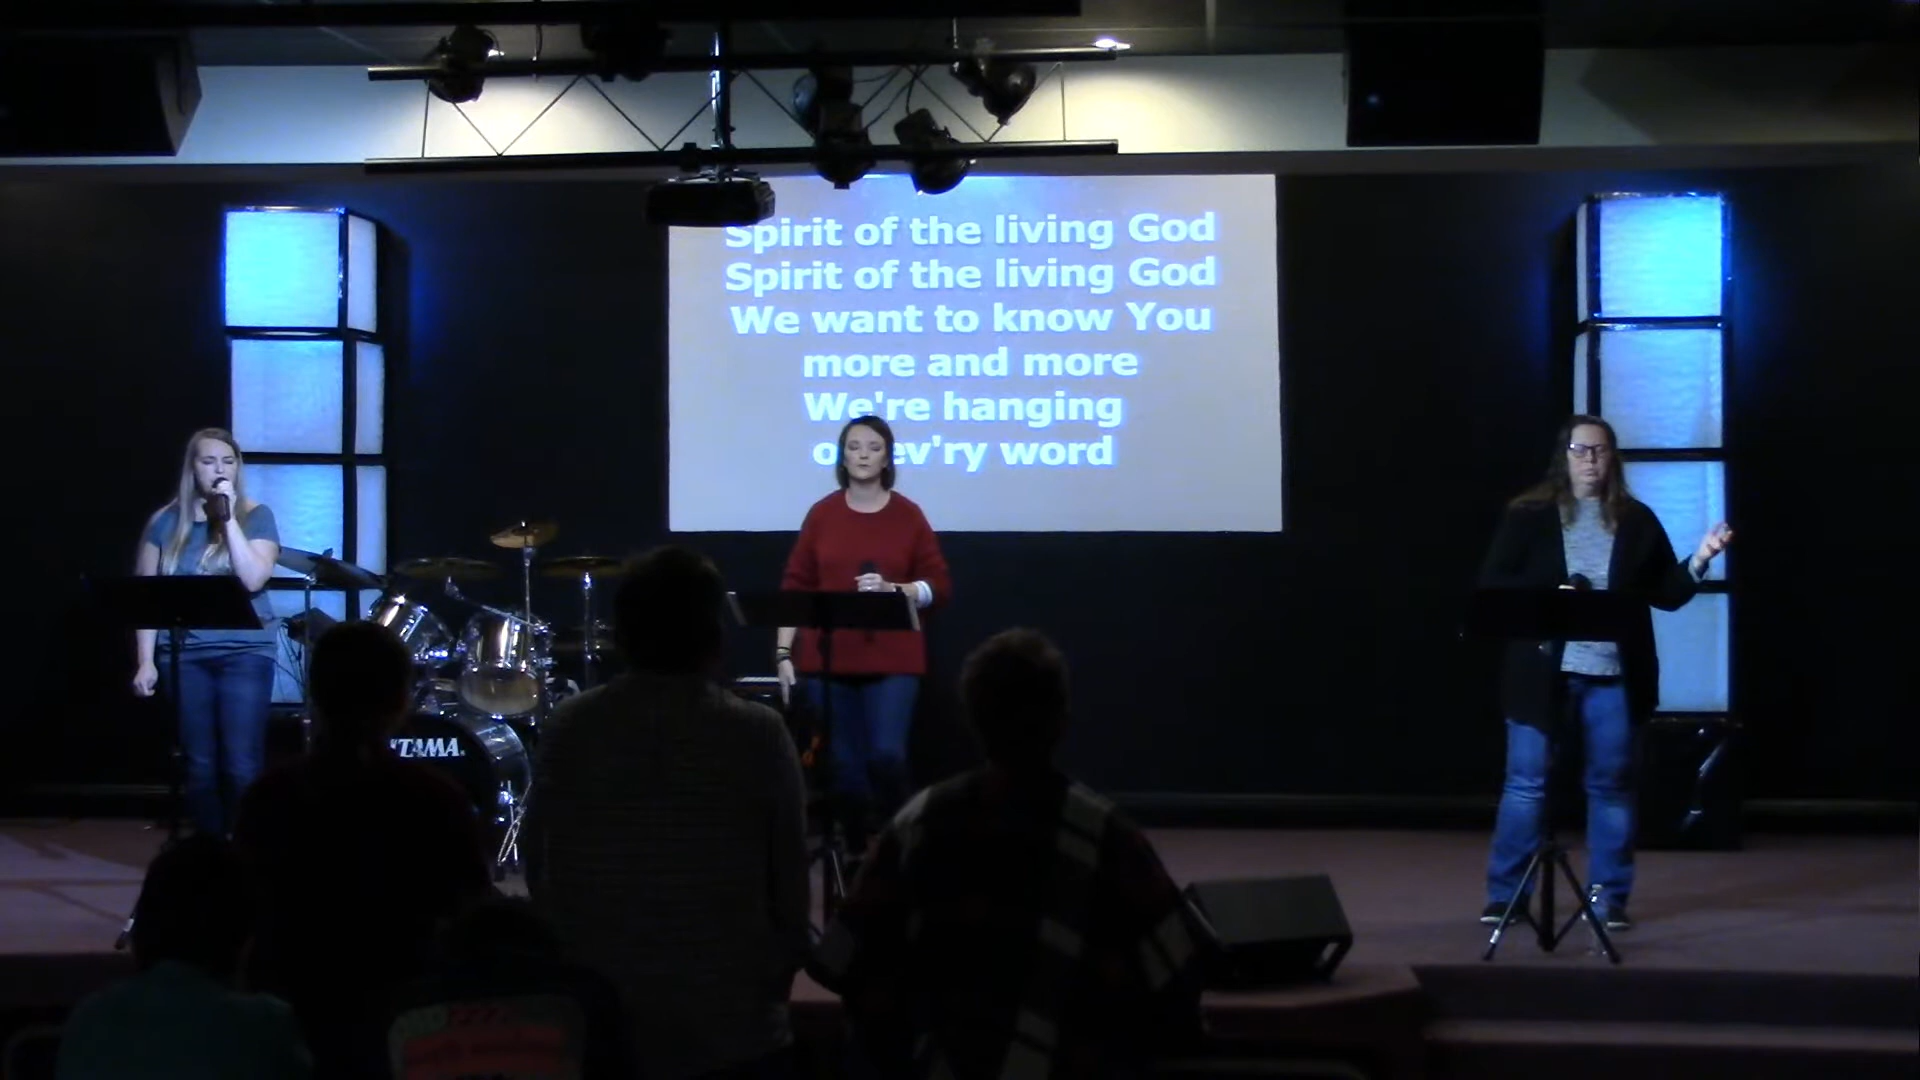 Spirit of the living God
Spirit of the living God
We want to know You
more and more
We're hanging
ev'ry word
TAMA